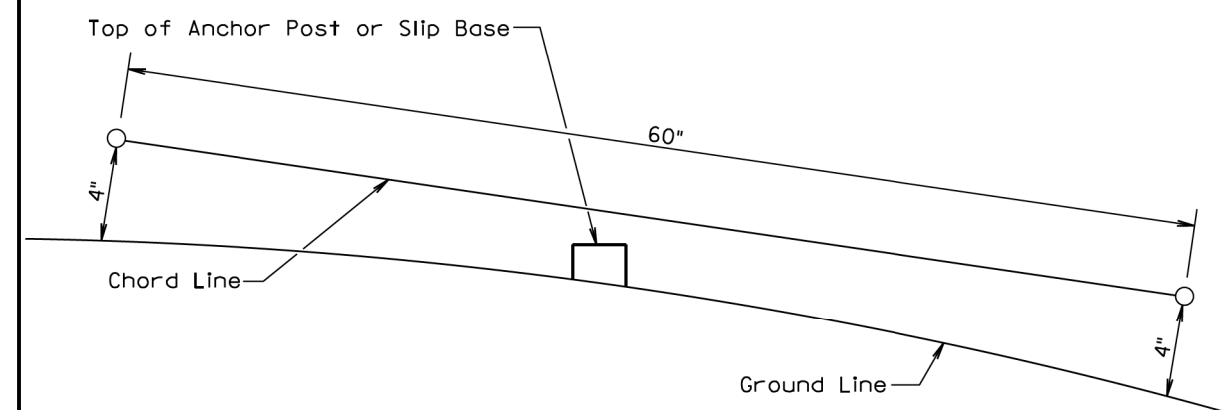 Top of Anchor Post or Slip Base
60"
4"
Chord Line
4"
Ground Line